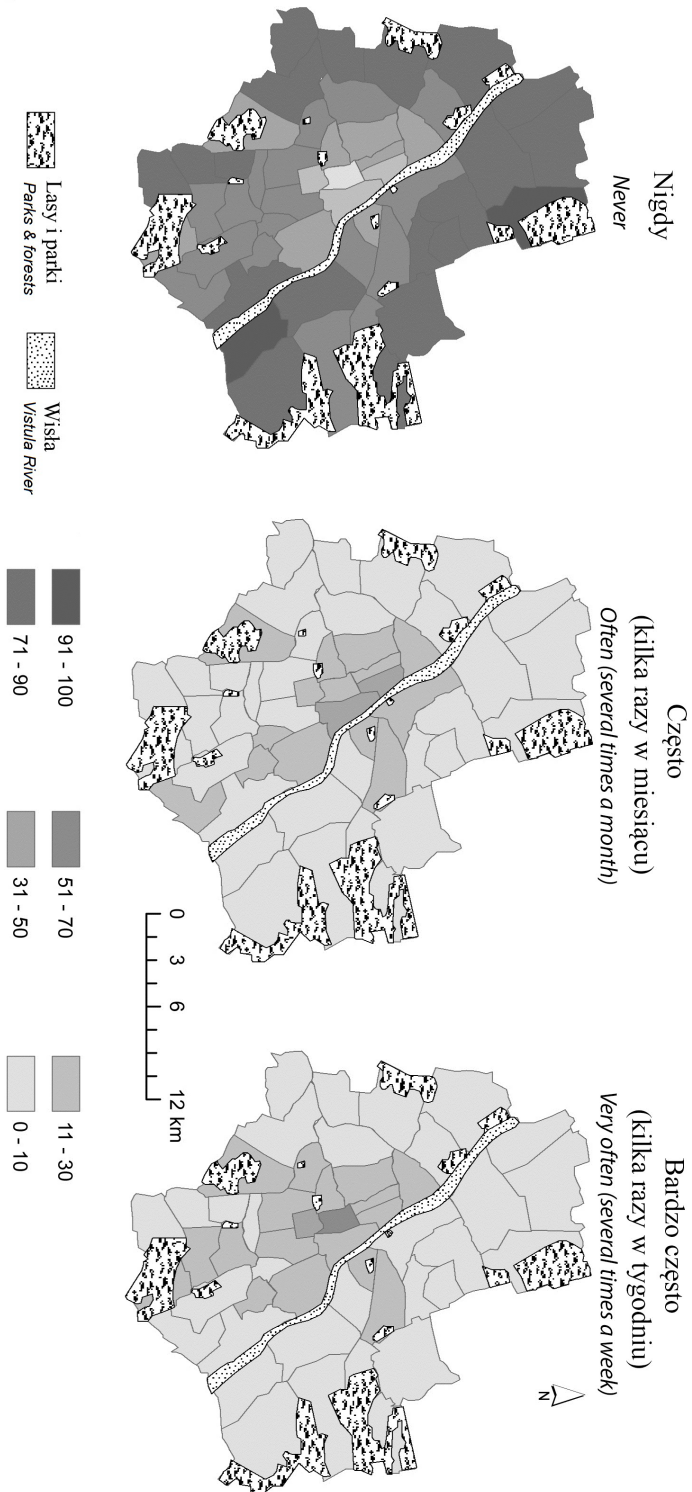 Nigdy
Never
Często
(kilka razy w miesiącu)
Often (several times a month)
Bardzo często
(kilka razy w tygodniu)
Very often (several times a week)
N
Lasy i parki
Parks & forests
Wisła
Vistula River
91 - 100
71 - 90
51 - 70
31 - 50
11 - 30
0 - 10
0 3 6 12 km